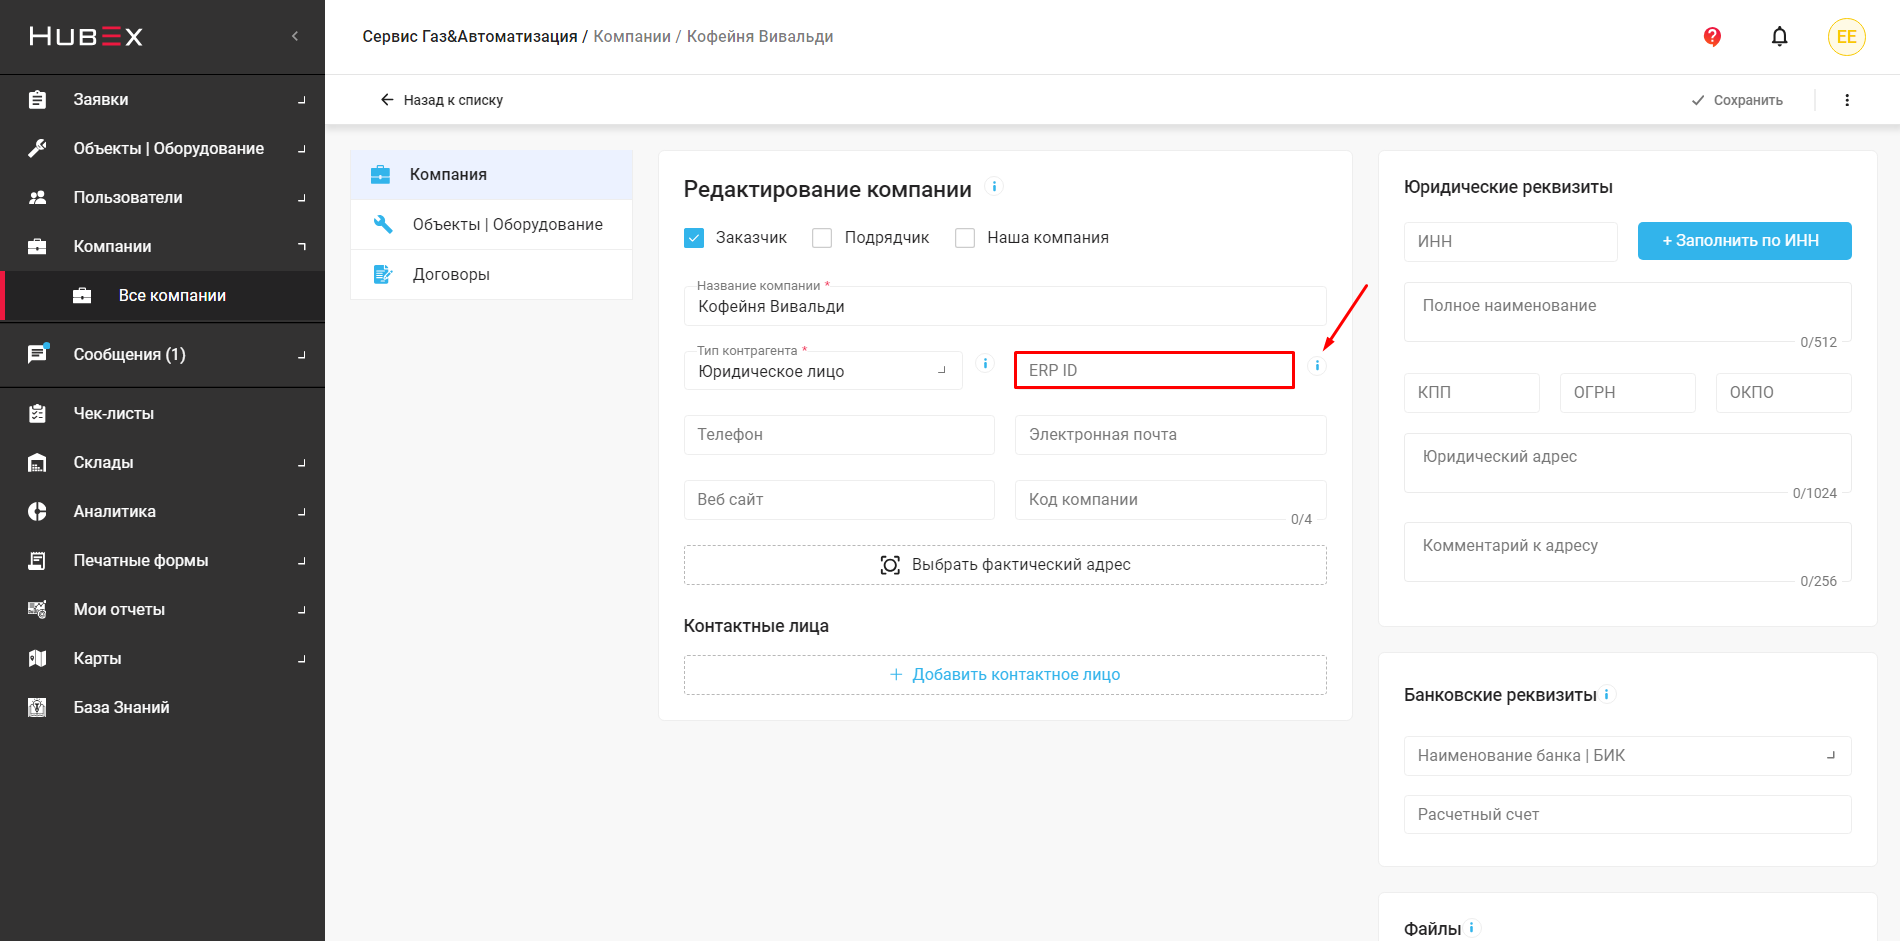 HUBEX
Заявки
Объекты | Оборудование
Пользователи
Компании
Все компании
Сообщения (1)
Чек-листы
Склады
Аналитика
Печатные формы
Мои отчеты
Карты
База Знаний
Сервис Газ&Автоматизация / Компании / Кофейня Вивальди
?
EE
Назад к списку
Сохранить
Компания
Объекты | Оборудование
Договоры
Редактирование компании i
Заказчик Подрядчик Наша компания
Название компании *
Кофейня Вивальди
Тип контрагента *
Юридическое лицо
i
ERP ID
i
Телефон
Электронная почта
Веб сайт
Код компании
0/4
Выбрать фактический адрес
Контактные лица
+ Добавить контактное лицо
Юридические реквизиты
ИНН
+ Заполнить по ИНН
Полное наименование
0/512
КПП
ОГРН
ОКПО
Юридический адрес
0/1024
Комментарий к адресу
0/256
Банковские реквизиты i
Наименование банка | БИК
Расчетный счет
Файлы i